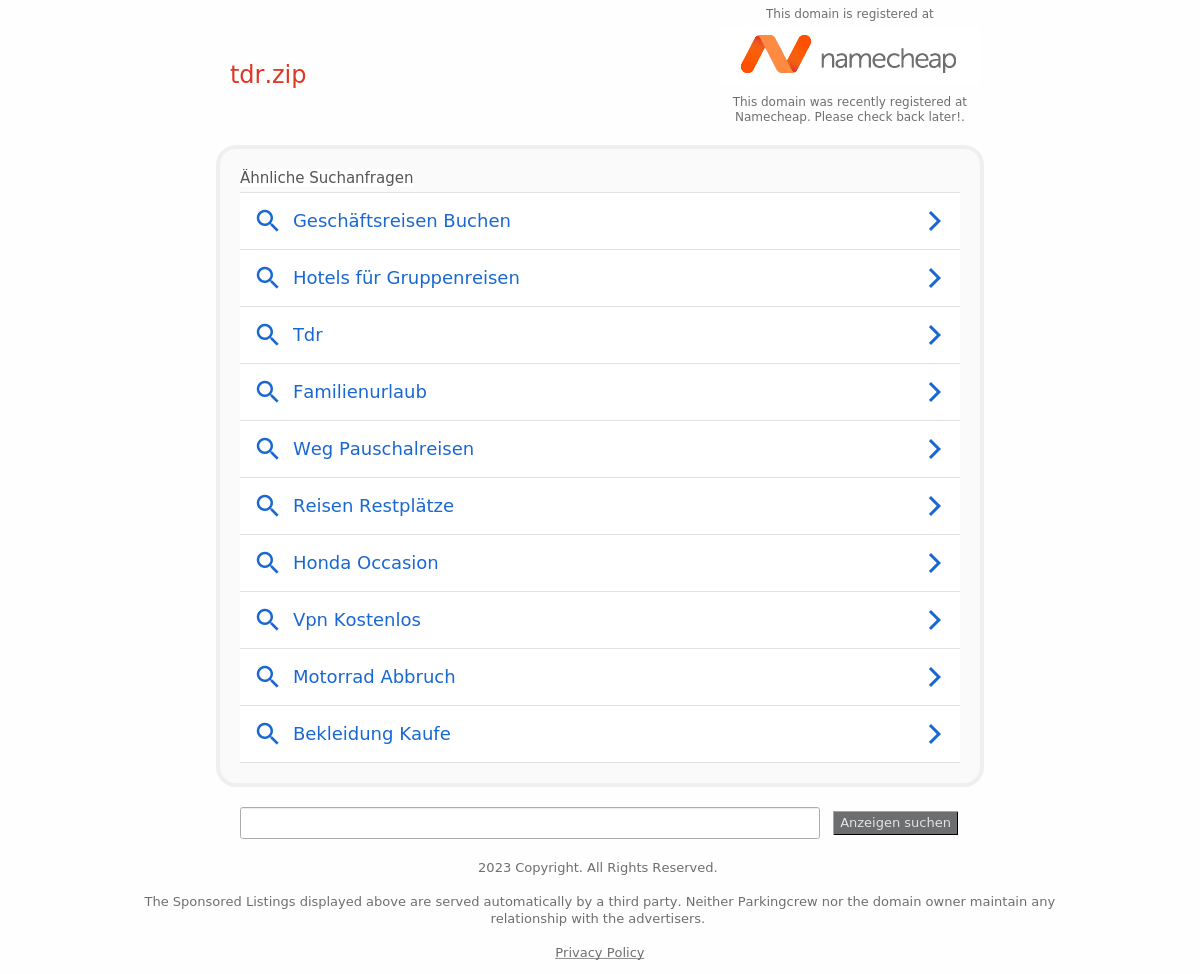 This domain is registered at
namecheap
tdr.zip
This domain was recently registered at
Namecheap. Please check back later!.
Ähnliche Suchanfragen
Geschäftsreisen Buchen
Hotels für Gruppenreisen
Tdr
Familienurlaub
Weg Pauschalreisen
Reisen Restplätze
Honda Occasion
Vpn Kostenlos
Motorrad Abbruch
Bekleidung Kaufe
Anzeigen suchen
2023 Copyright. All Rights Reserved.
The Sponsored Listings displayed above are served automatically by a third party. Neither Parkingcrew nor the domain owner maintain any
relationship with the advertisers.
Privacy Policy